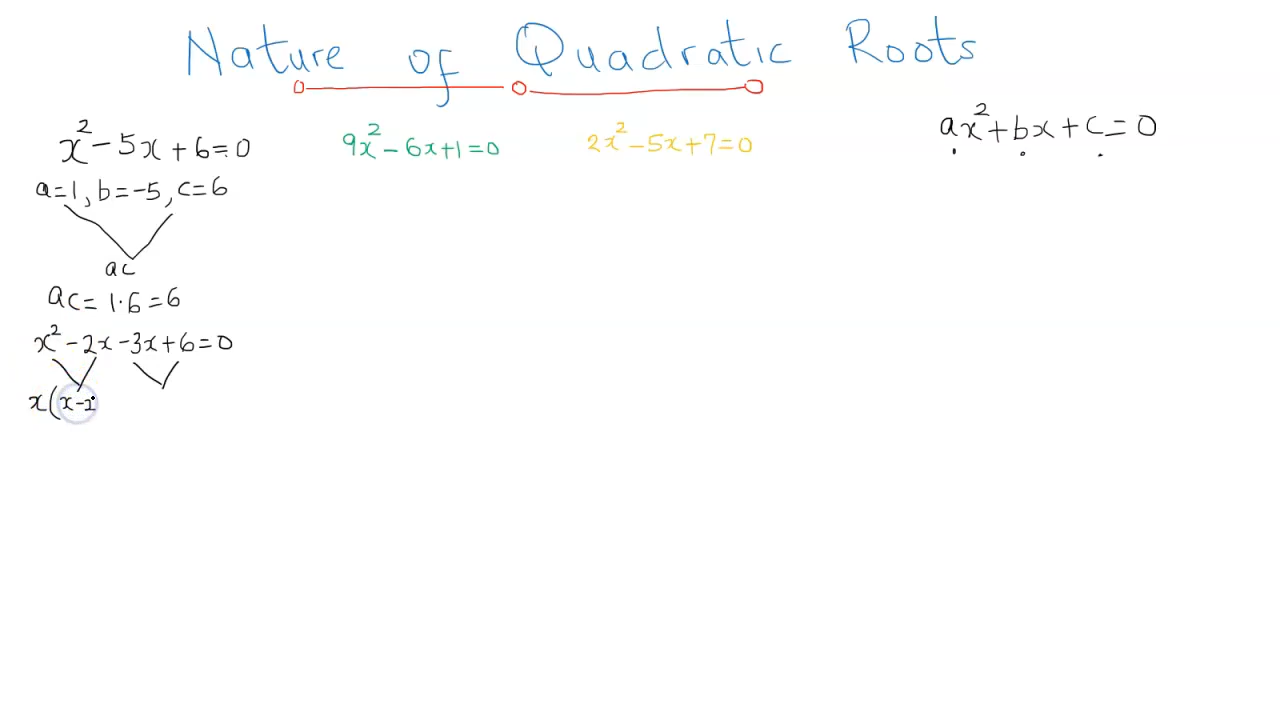 Nature of Quadratic Roots
x² - 5x + 6 = 0
a = 1, b = -5, c = 6
ac
ac = 1·6 = 6
x² - 2x - 3x + 6 = 0
x(x-
9x² - 6x + 1 = 0
2x² - 5x + 7 = 0
ax² + bx + c = 0